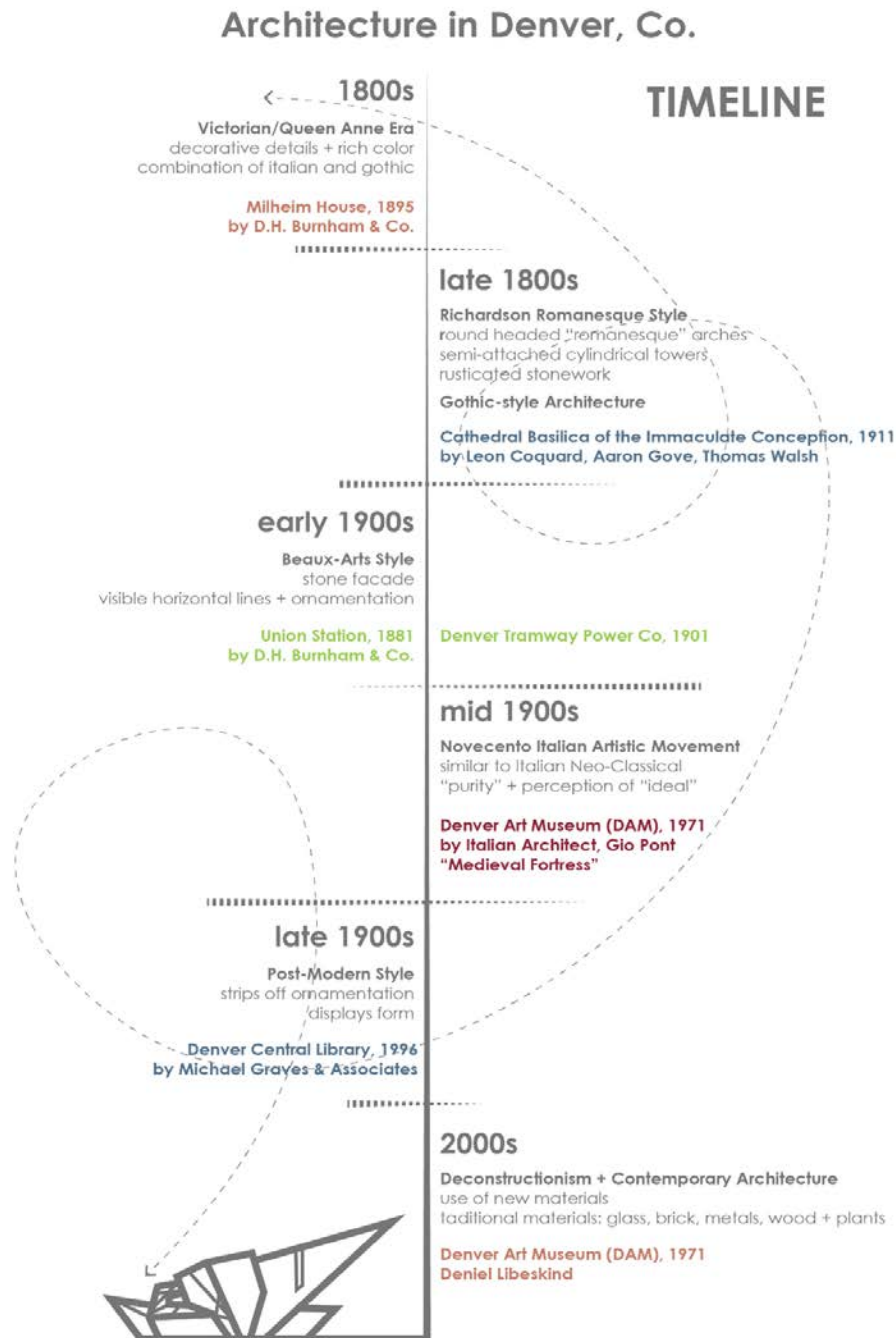 Architecture in Denver, Co.
TIMELINE
1800s
Victorian/Queen Anne Era
decorative details + rich color
combination of italian and gothic
Milheim House, 1895
by D.H. Burnham & Co.
late 1800s
Richardson Romanesque Style
round headed “romanesque” arches
semi-attached cylindrical towers
rusticated stonework
Gothic-style Architecture
Cathedral Basilica of the Immaculate Conception, 1911
by Leon Coquard, Aaron Gove, Thomas Walsh
early 1900s
Beaux-Arts Style
stone facade
visible horizontal lines + ornamentation
Union Station, 1881
by D.H. Burnham & Co.
Denver Tramway Power Co, 1901
mid 1900s
Novecento Italian Artistic Movement
similar to Italian Neo-Classical
“purity” + perception of “ideal”
Denver Art Museum (DAM), 1971
by Italian Architect, Gio Pont
“Medieval Fortress”
late 1900s
Post-Modern Style
strips off ornamentation
displays form
Denver Central Library, 1996
by Michael Graves & Associates
2000s
Deconstructionism + Contemporary Architecture
use of new materials
taditional materials: glass, brick, metals, wood + plants
Denver Art Museum (DAM), 1971
Deniel Libeskind